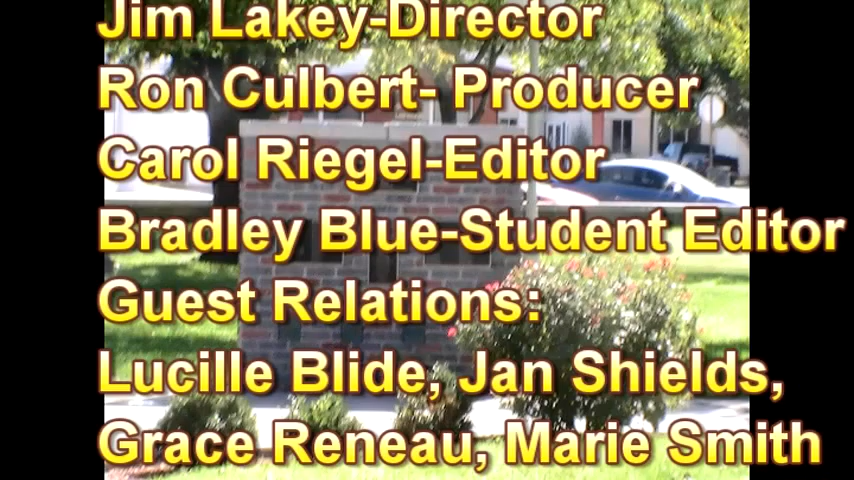 Jim Lakey-Director
Ron Culbert- Producer
Carol Riegel-Editor
Bradley Blue-Student Editor
Guest Relations:
Lucille Blide, Jan Shields,
Grace Reneau, Marie Smith